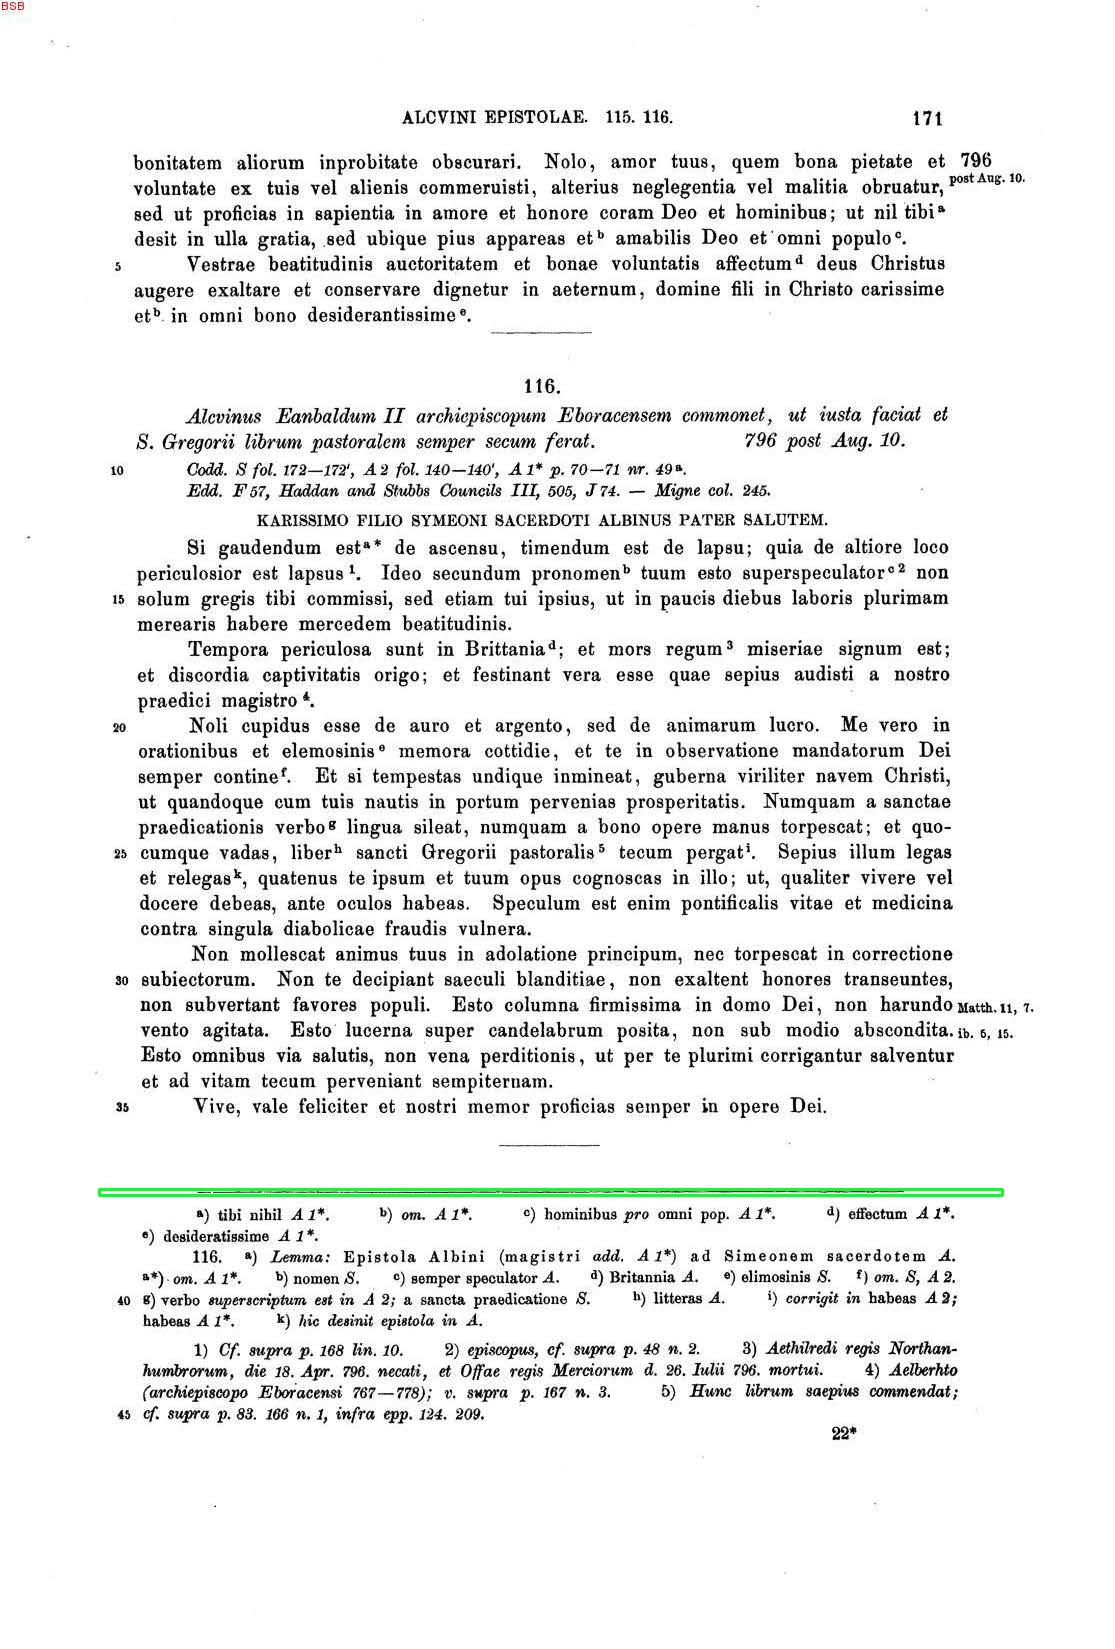 BSB
ALCVINI EPISTOLAE. 115. 116. 171
bonitatem aliorum inprobitate obscurari. Nolo, amor tuus, quem bona pietate et 796
voluntate ex tuis vel alienis commeruisti, alterius neglegentia vel malitia obruatur, post Aug. 10.
sed ut proficias in sapientia in amore et honore coram Deo et hominibus; ut nil tibi a
desit in ulla gratia, sed ubique pius appareas et b amabilis Deo et omni populo c.
5 Vestrae beatitudinis auctoritatem et bonae voluntatis affectum d deus Christus
augere exaltare et conservare dignetur in aeternum, domine fili in Christo carissime
et b in omni bono desiderantissime e.
116.
Alcvinus Eanbaldum II archiepiscopum Eboracensem commonet, ut iusta faciat et
S. Gregorii librum pastoralem semper secum ferat. 796 post Aug. 10.
10 Codd. S fol. 172—172', A 2 fol. 140—140', A 1* p. 70—71 nr. 49 a.
Edd. F 57, Haddan and Stubbs Councils III, 505, J 74. — Migne col. 245.
KARISSIMO FILIO SYMEONI SACERDOTI ALBINUS PATER SALUTEM.
Si gaudendum est a* de ascensu, timendum est de lapsu; quia de altiore loco
periculosior est lapsus 1. Ideo secundum pronomen b tuum esto superspeculator c 2 non
15 solum gregis tibi commissi, sed etiam tui ipsius, ut in paucis diebus laboris plurimam
merearis habere mercedem beatitudinis.
Tempora periculosa sunt in Brittania d; et mors regum 3 miseriae signum est;
et discordia captivitatis origo; et festinant vera esse quae sepius audisti a nostro
praedici magistro 4.
20 Noli cupidus esse de auro et argento, sed de animarum lucro. Me vero in
orationibus et elemosinis e memora cottidie, et te in observatione mandatorum Dei
semper contine f. Et si tempestas undique inmineat, guberna viriliter navem Christi,
ut quandoque cum tuis nautis in portum pervenias prosperitatis. Numquam a sanctae
praedicationis verbo g lingua sileat, numquam a bono opere manus torpescat; et quo-
25 cumque vadas, liber h sancti Gregorii pastoralis 5 tecum pergat i. Sepius illum legas
et relegas k, quatenus te ipsum et tuum opus cognoscas in illo; ut, qualiter vivere vel
docere debeas, ante oculos habeas. Speculum est enim pontificalis vitae et medicina
contra singula diabolicae fraudis vulnera.
Non mollescat animus tuus in adolatione principum, nec torpescat in correctione
30 subiectorum. Non te decipiant saeculi blanditiae, non exaltent honores transeuntes,
non subvertant favores populi. Esto columna firmissima in domo Dei, non harundo Matth. 11, 7.
vento agitata. Esto lucerna super candelabrum posita, non sub modio abscondita. ib. 5, 15.
Esto omnibus via salutis, non vena perditionis, ut per te plurimi corrigantur salventur
et ad vitam tecum perveniant sempiternam.
35 Vive, vale feliciter et nostri memor proficias semper in opere Dei.
a) tibi nihil A 1*. b) om. A 1*. c) hominibus pro omni pop. A 1*. d) effectum A 1*.
e) desideratissime A 1*.
116. a) Lemma: Epistola Albini (magistri add. A 1*) ad Simeonem sacerdotem A.
a*) om. A 1*. b) nomen S. c) semper speculator A. d) Britannia A. e) elimosinis S. f) om. S, A 2.
40 g) verbo superscriptum est in A 2; a sancta praedicatione S. h) litteras A. i) corrigit in habeas A 2;
habeas A 1*. k) hic desinit epistola in A.
1) Cf. supra p. 168 lin. 10. 2) episcopus, cf. supra p. 48 n. 2. 3) Aethilredi regis Northan-
humbrorum, die 18. Apr. 796. necati, et Offae regis Merciorum d. 26. Iulii 796. mortui. 4) Aelberhto
(archiepiscopo Eboracensi 767—778); v. supra p. 167 n. 3. 5) Hunc librum saepius commendat;
45 cf. supra p. 83. 166 n. 1, infra epp. 124. 209.
22*